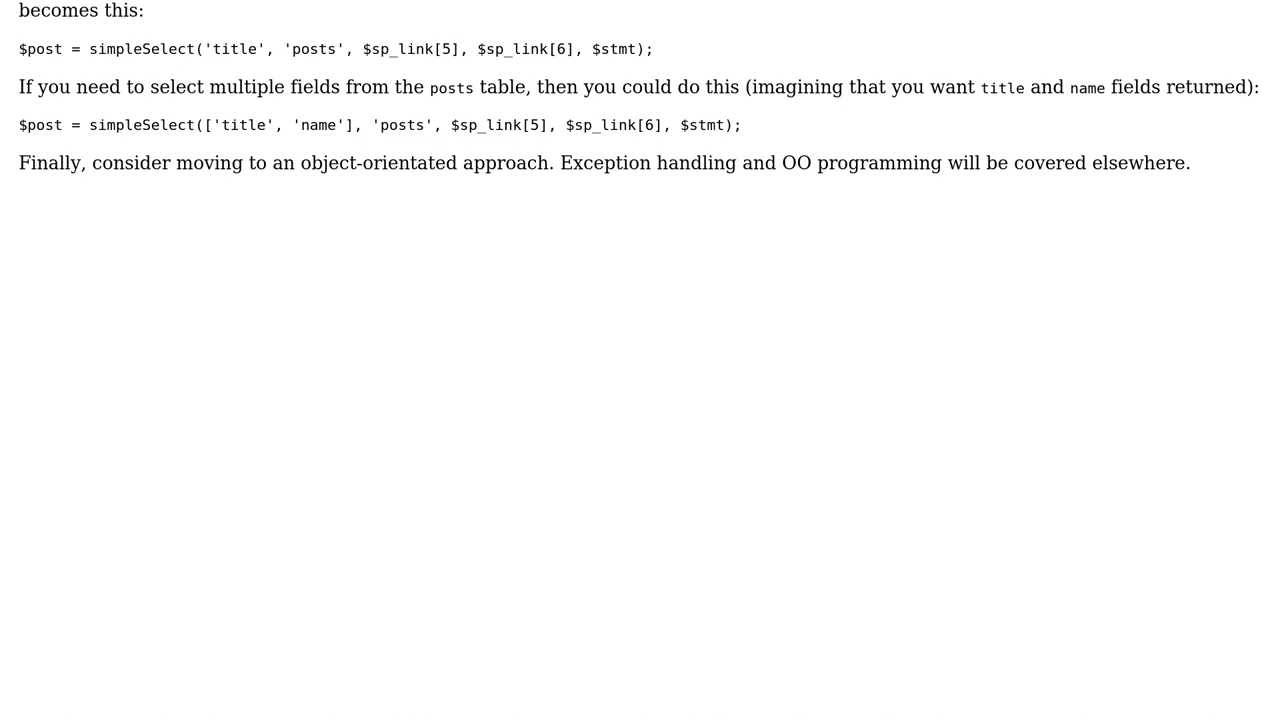 becomes this:
$post = simpleSelect('title', 'posts', $sp_link[5], $sp_link[6], $stmt);
If you need to select multiple fields from the posts table, then you could do this (imagining that you want title and name fields returned):
$post = simpleSelect(['title', 'name'], 'posts', $sp_link[5], $sp_link[6], $stmt);
Finally, consider moving to an object-orientated approach. Exception handling and OO programming will be covered elsewhere.